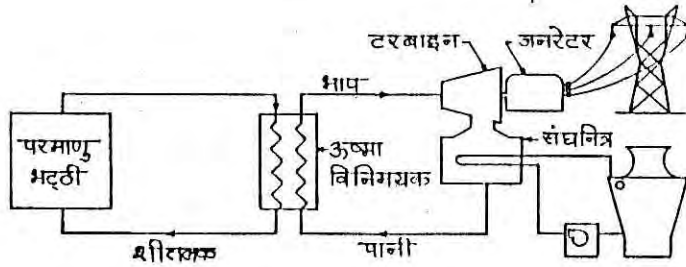 टरबाइन
जनरेटर
भाप
परमाणु
भट्ठी
ऊष्मा
विनिमयक
संघनित्र
शीतलक
पानी